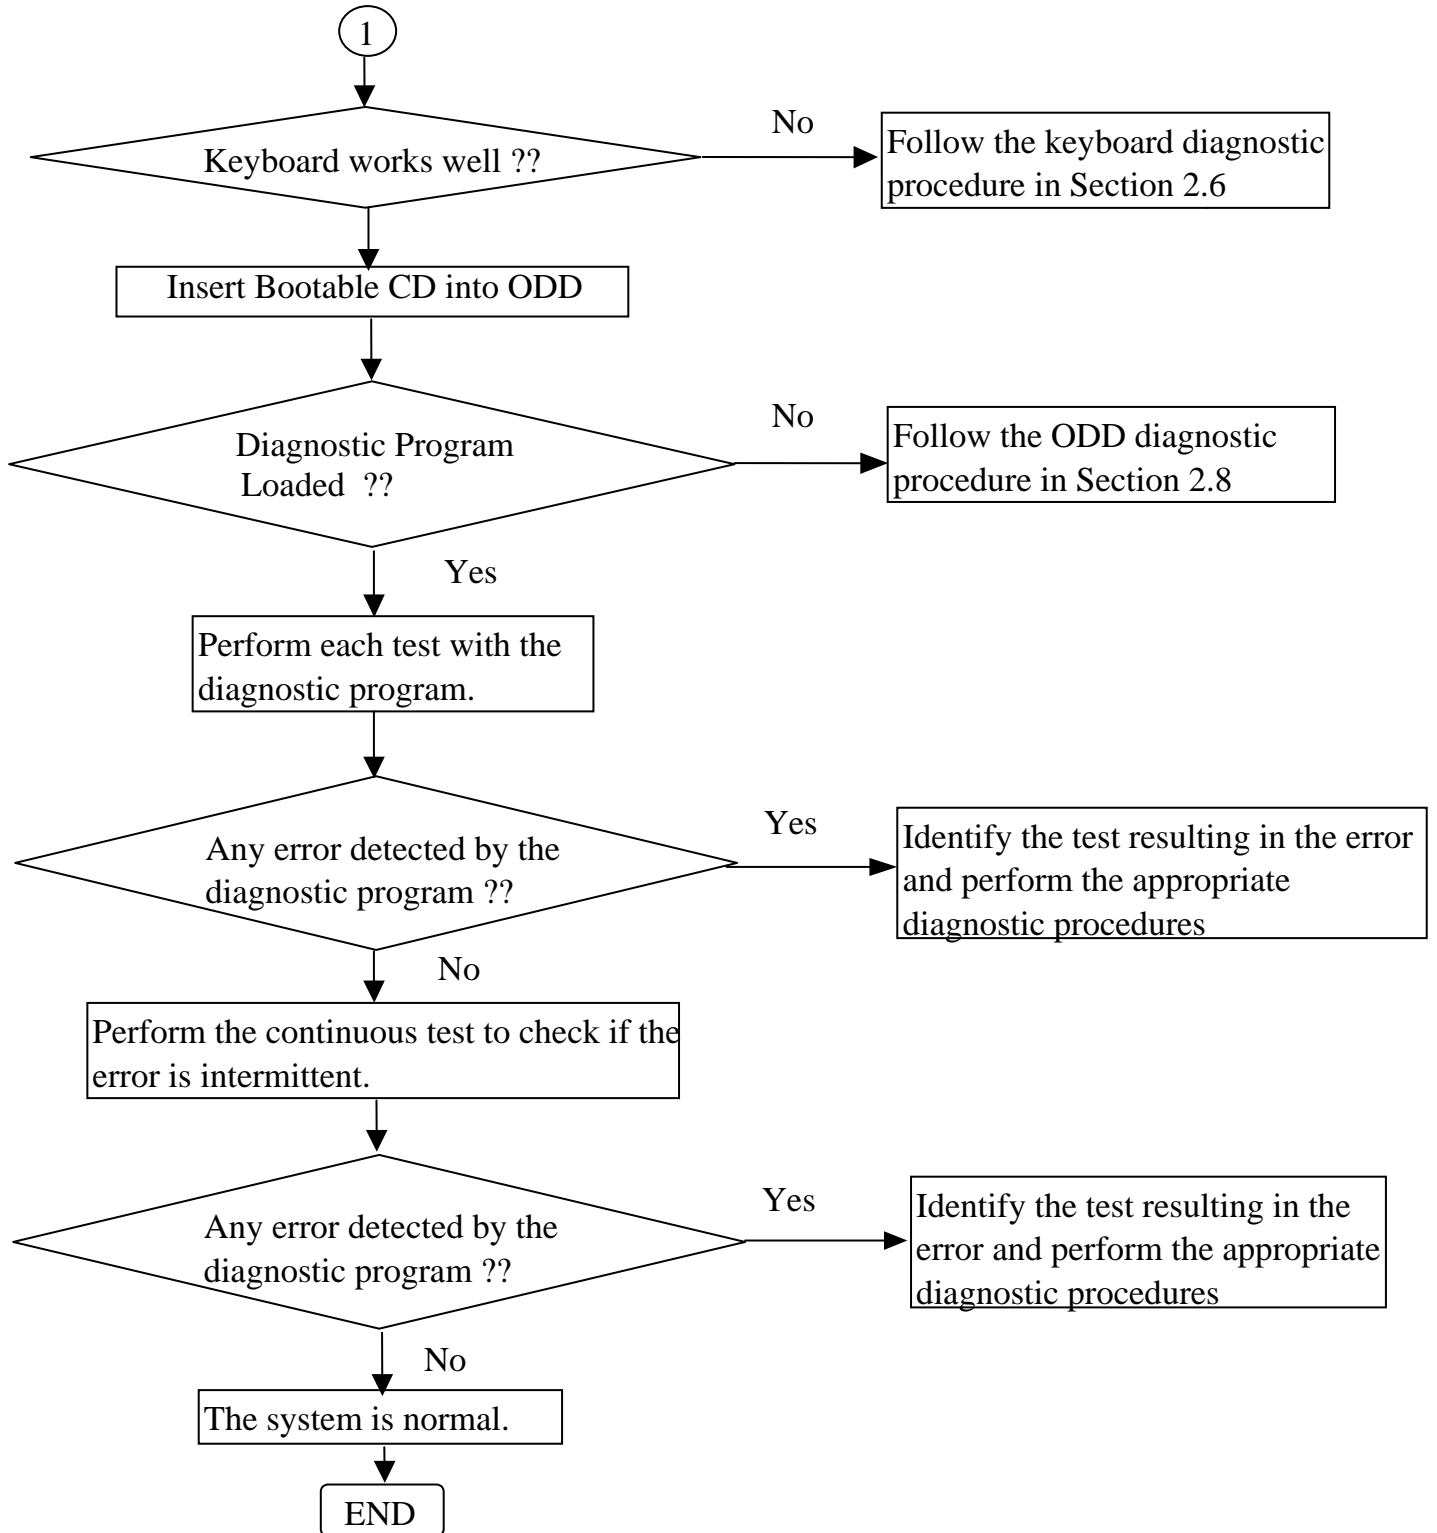 1
Keyboard works well ??
No
Follow the keyboard diagnostic
procedure in Section 2.6
Insert Bootable CD into ODD
Diagnostic Program
Loaded ??
No
Follow the ODD diagnostic
procedure in Section 2.8
Yes
Perform each test with the
diagnostic program.
Any error detected by the
diagnostic program ??
Yes
Identify the test resulting in the error
and perform the appropriate
diagnostic procedures
No
Perform the continuous test to check if the
error is intermittent.
Any error detected by the
diagnostic program ??
Yes
Identify the test resulting in the
error and perform the appropriate
diagnostic procedures
No
The system is normal.
END